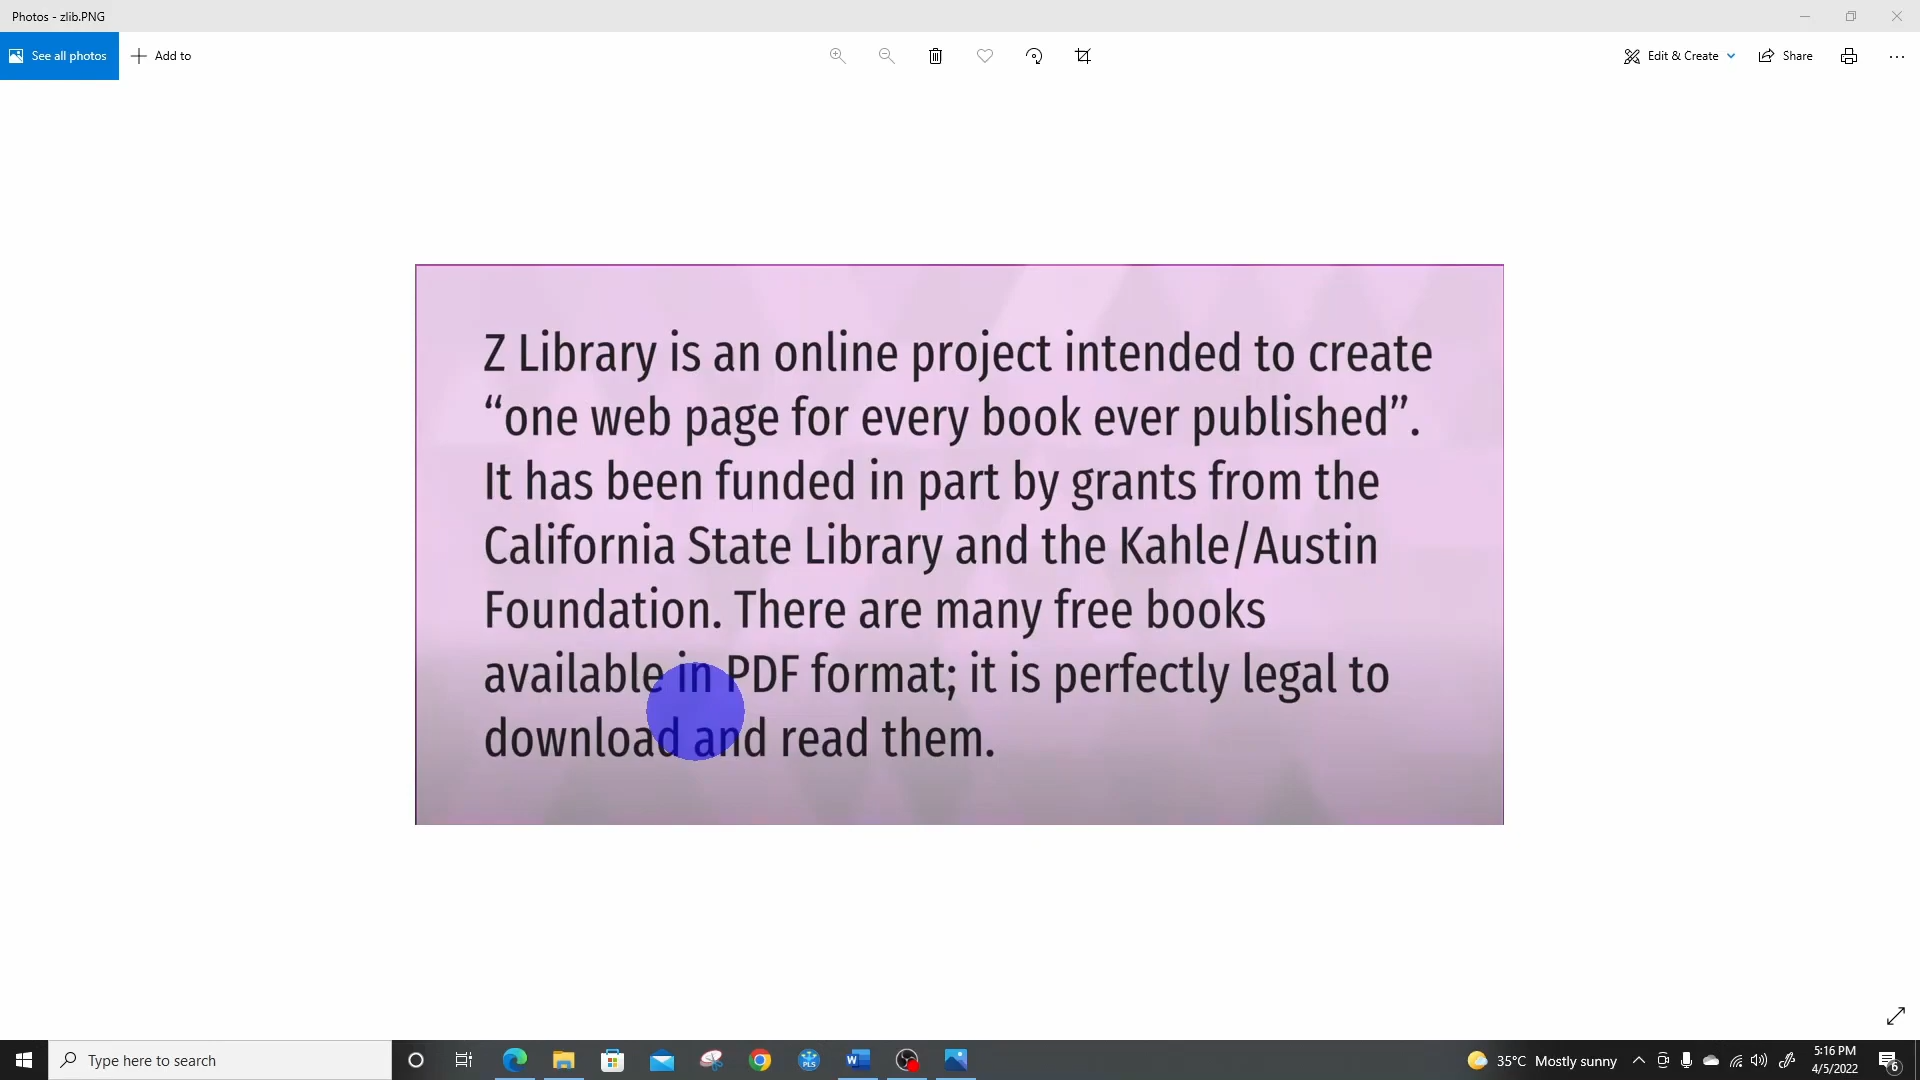 Photos - zlib.PNG
See all photos
Add to
Edit & Create
Share
Z Library is an online project intended to create
“one web page for every book ever published”.
It has been funded in part by grants from the
California State Library and the Kahle/Austin
Foundation. There are many free books
available in PDF format; it is perfectly legal to
download and read them.
Type here to search
PLS
W
35°C Mostly sunny
5:16 PM
4/5/2022
6